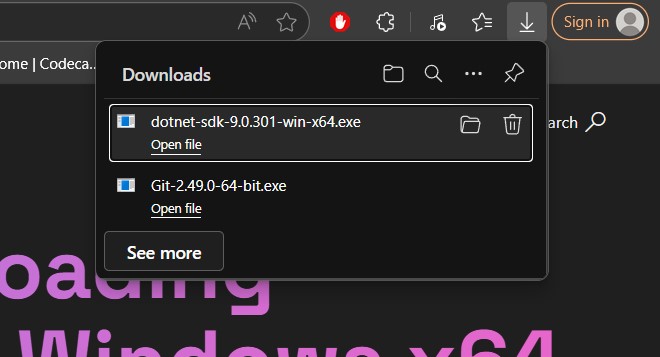 Sign in
ome | Codeca...
Downloads
dotnet-sdk-9.0.301-win-x64.exe
Open file
arch
Git-2.49.0-64-bit.exe
Open file
See more
oading
Windows x64